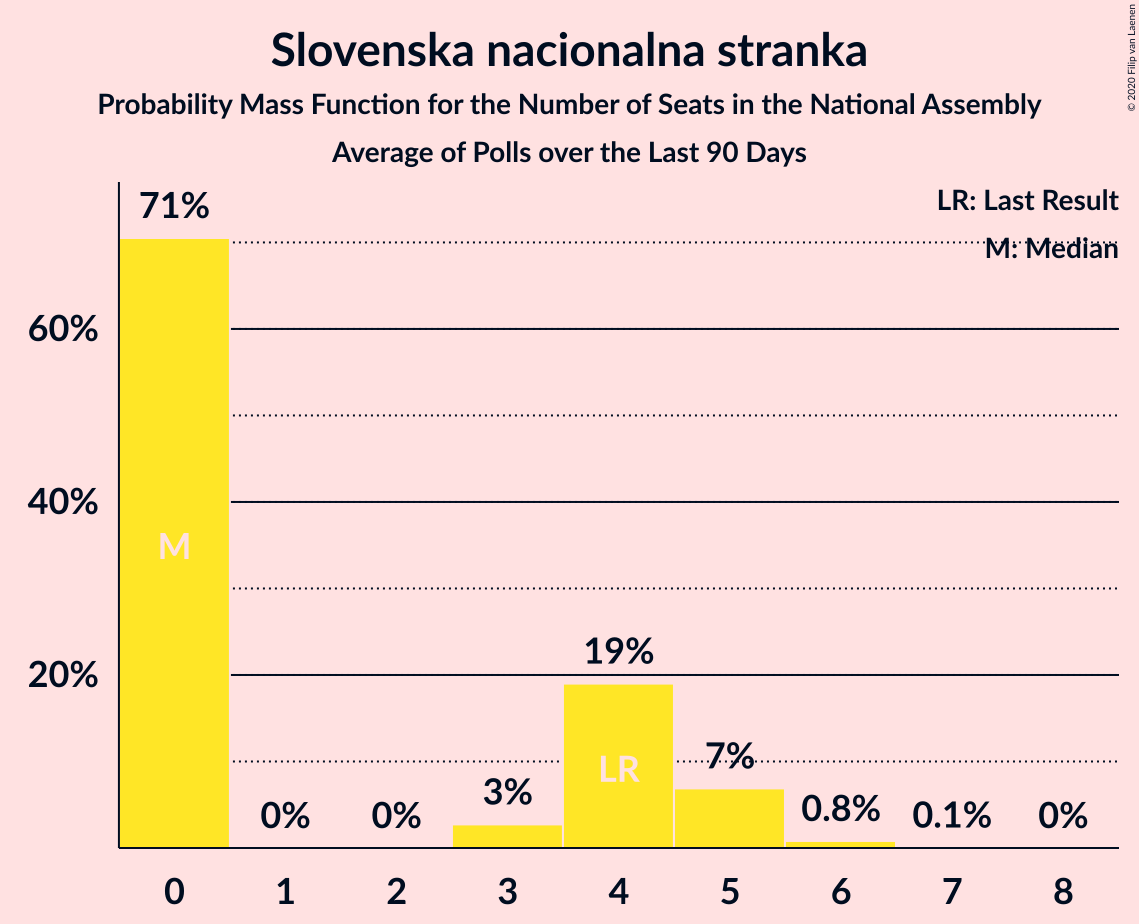 Slovenska nacionalna stranka
Probability Mass Function for the Number of Seats in the National Assembly
Average of Polls over the Last 90 Days
© 2020 Filip van Laenen
LR: Last Result
M: Median
71%
60%
M
40%
19%
20%
LR
7%
3%
0%
0%
0.8%
0.1%
0%
0 1 2 3 4 5 6 7 8